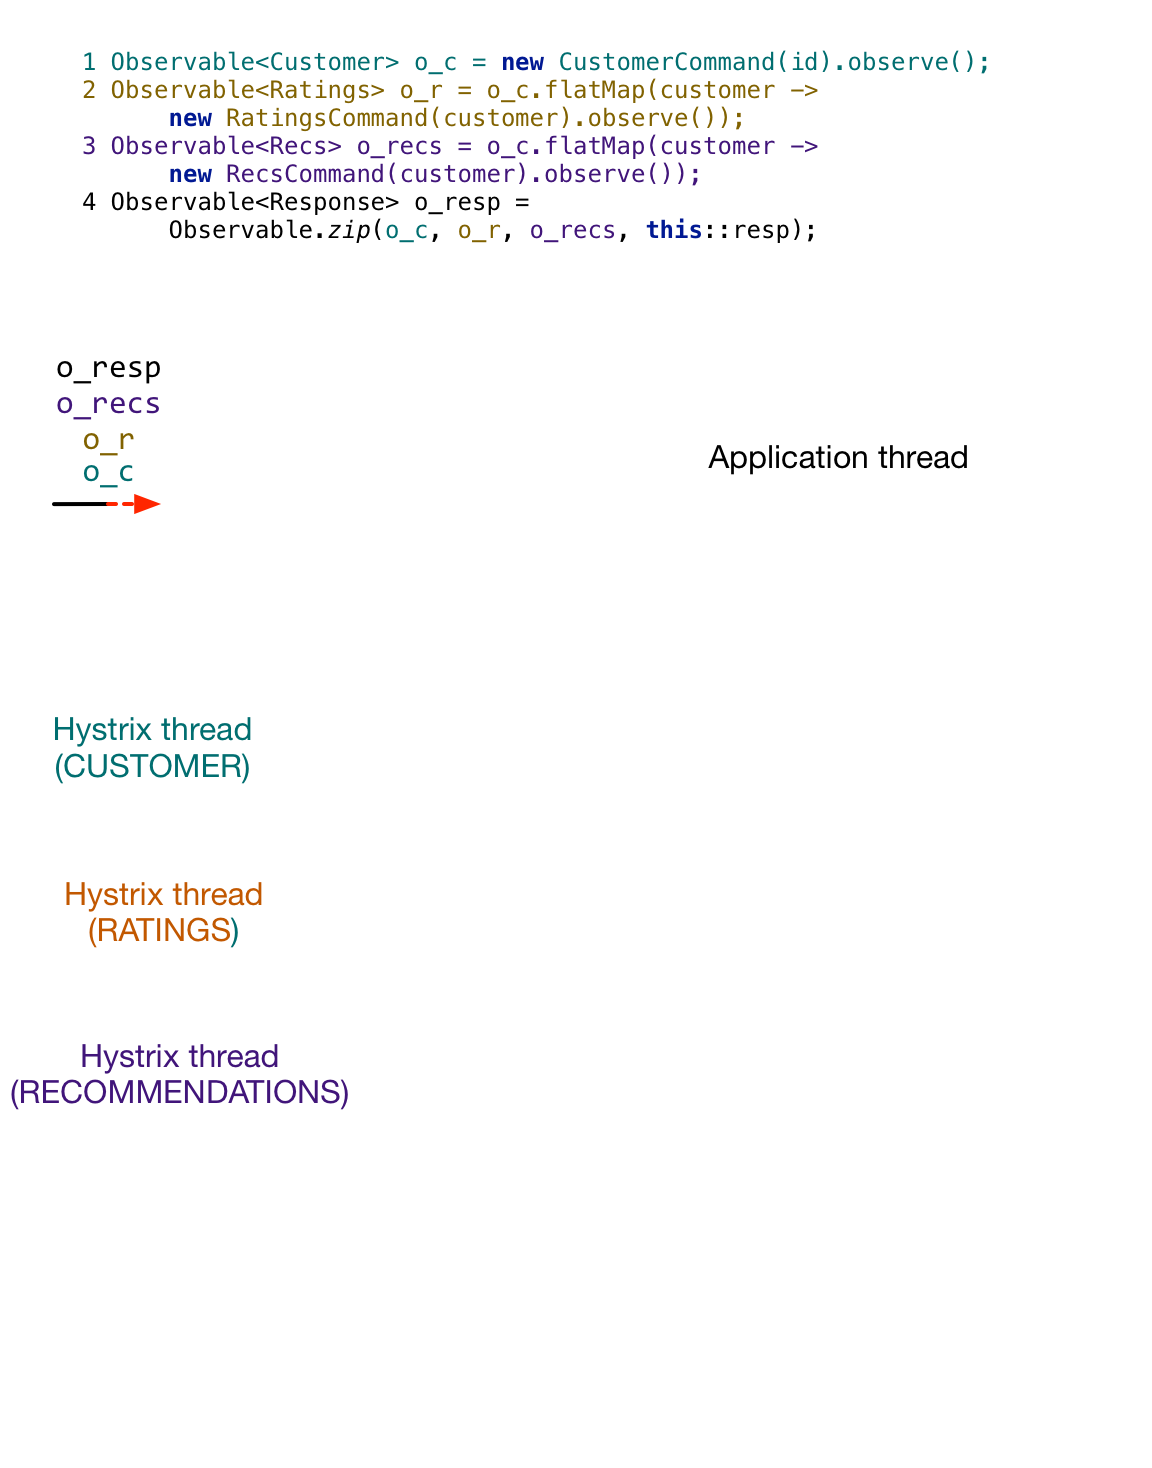 1 Observable<Customer> o_c = new CustomerCommand(id).observe();
2 Observable<Ratings> o_r = o_c.flatMap(customer ->
new RatingsCommand(customer).observe());
3 Observable<Recs> o_recs = o_c.flatMap(customer ->
new RecsCommand(customer).observe());
4 Observable<Response> o_resp =
Observable.zip(o_c, o_r, o_recs, this::resp);
o_resp
o_recs
o_r
o_c
Application thread
Hystrix thread
(CUSTOMER)
Hystrix thread
(RATINGS)
Hystrix thread
(RECOMMENDATIONS)